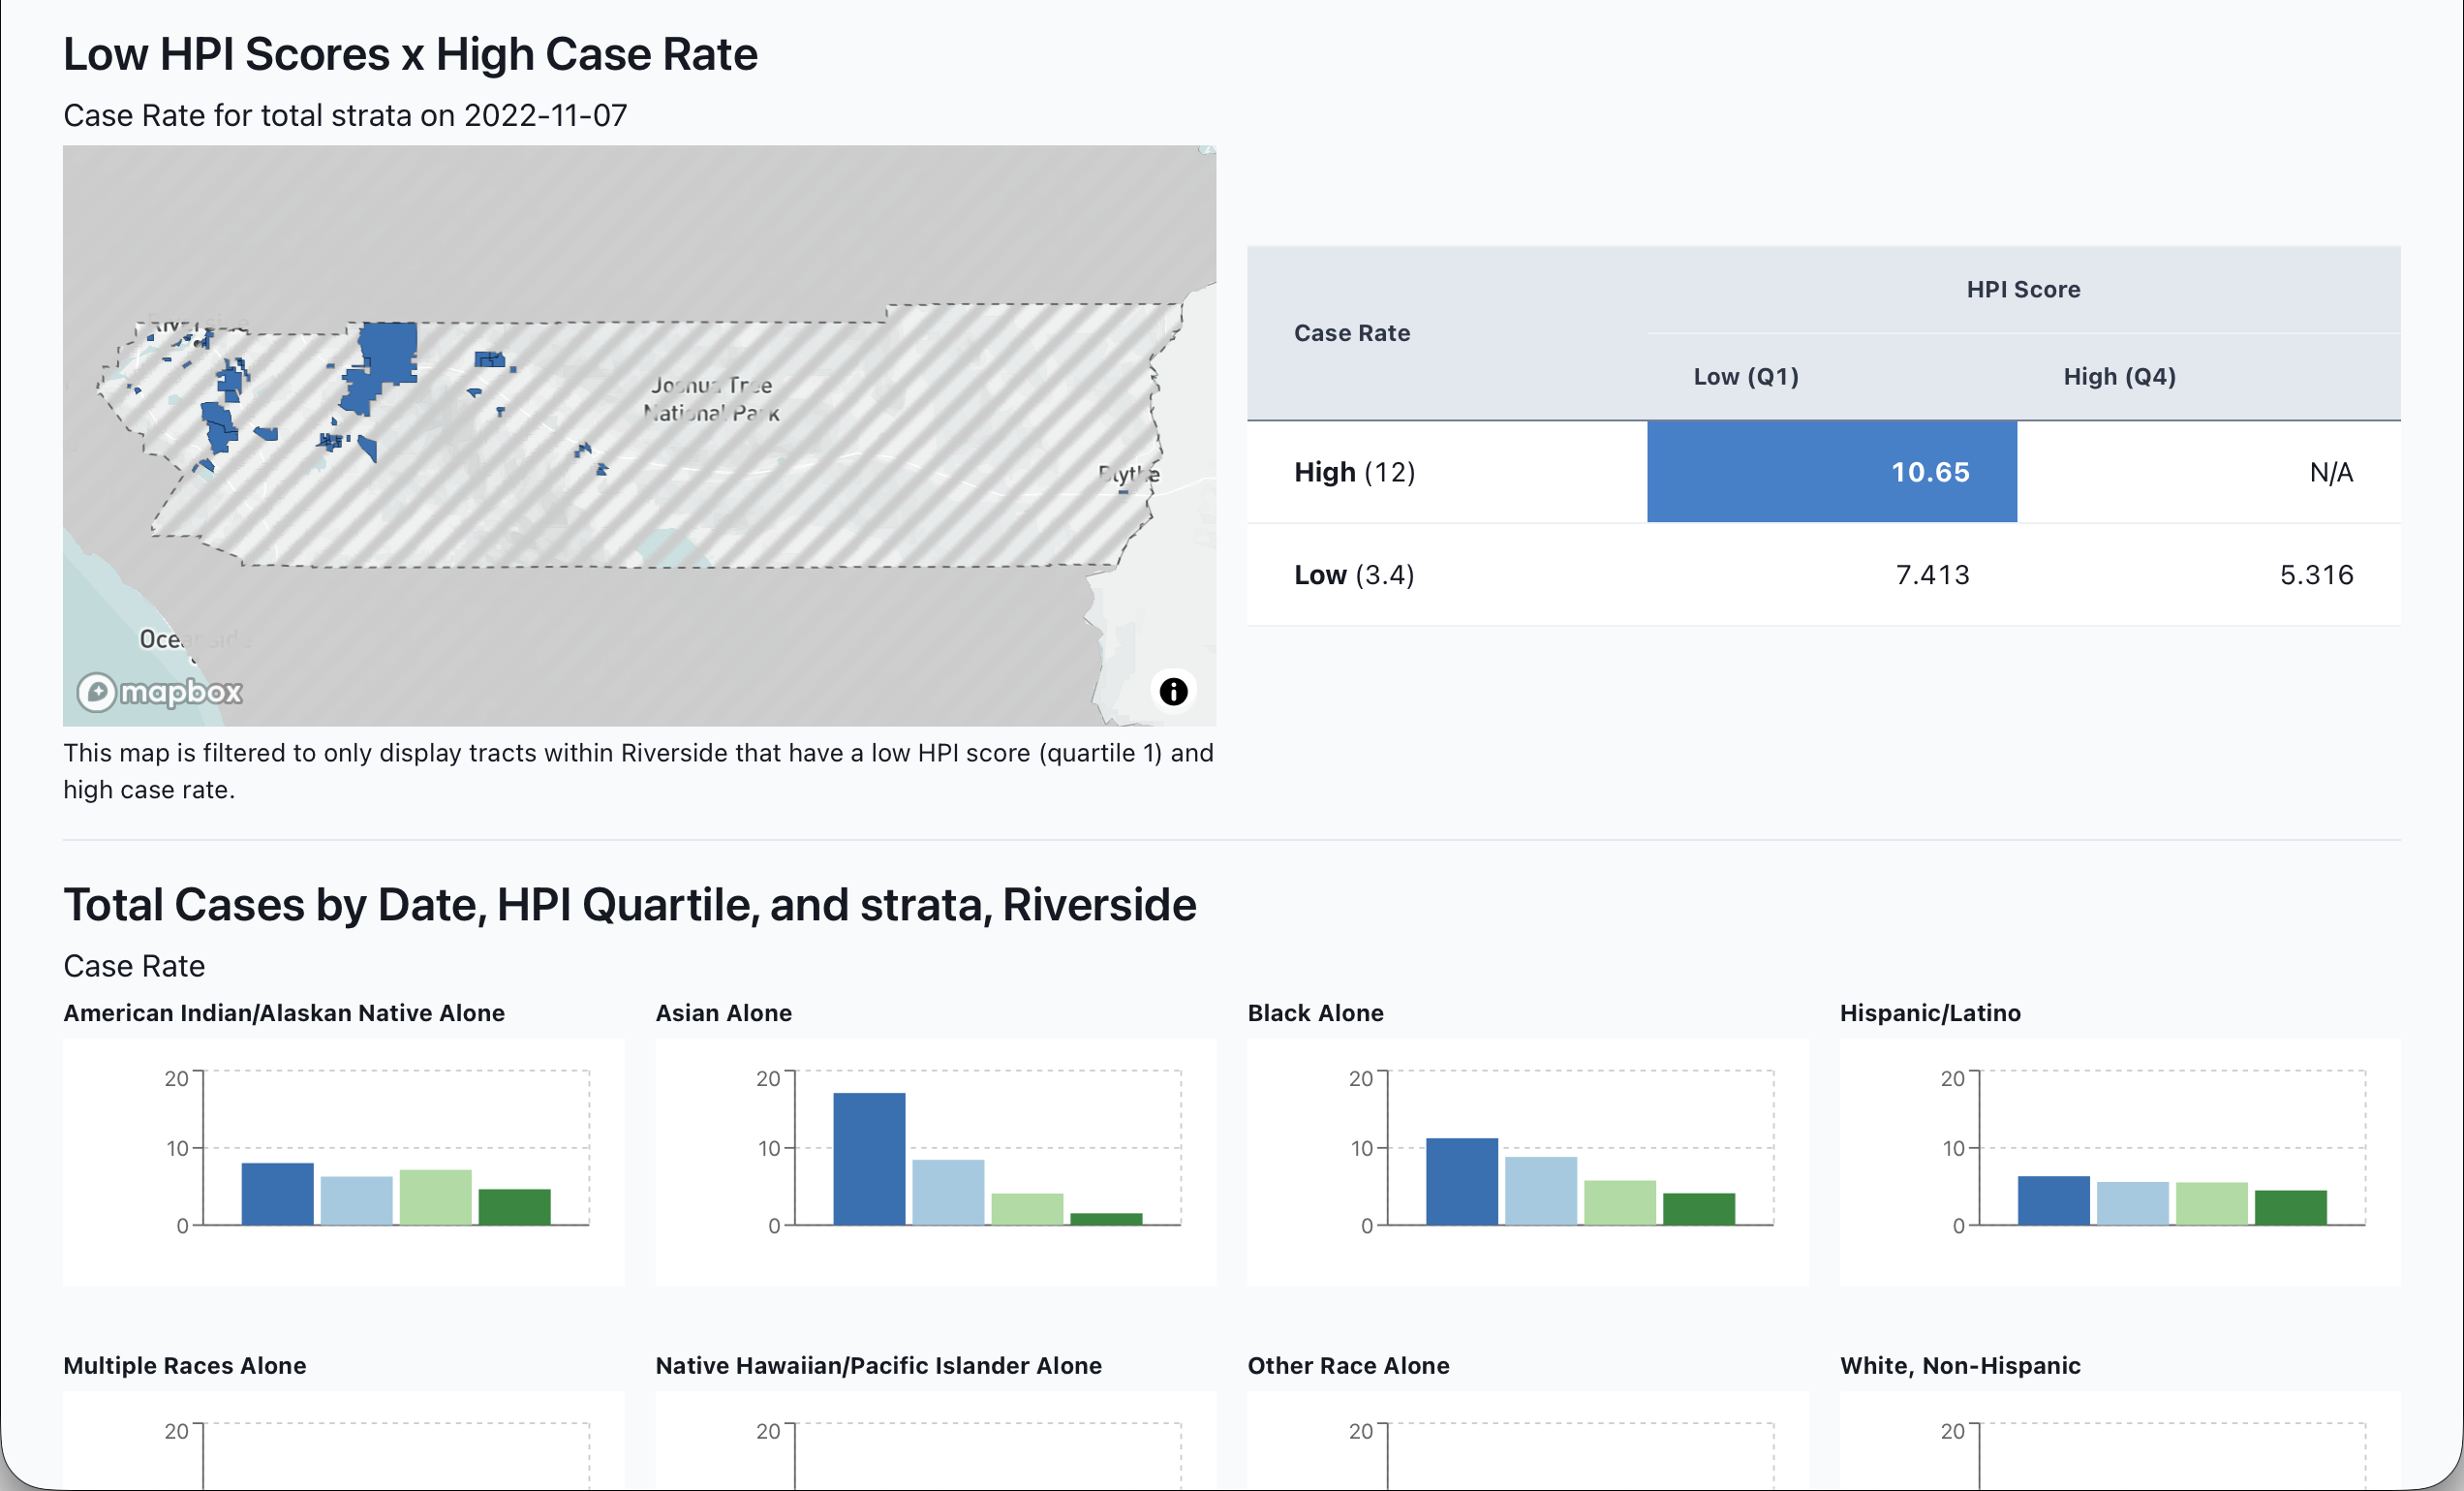 Low HPI Scores x High Case Rate
Case Rate for total strata on 2022-11-07
Riverside
Joshua Tree
National Park
Blythe
Oceanside
mapbox
This map is filtered to only display tracts within Riverside that have a low HPI score (quartile 1) and
high case rate.
HPI Score
Case Rate
Low (Q1) High (Q4)
High (12) 10.65 N/A
Low (3.4) 7.413 5.316
Total Cases by Date, HPI Quartile, and strata, Riverside
Case Rate
American Indian/Alaskan Native Alone
20
10
0
Asian Alone
20
10
0
Black Alone
20
10
0
Hispanic/Latino
20
10
0
Multiple Races Alone
20
Native Hawaiian/Pacific Islander Alone
20
Other Race Alone
20
White, Non-Hispanic
20